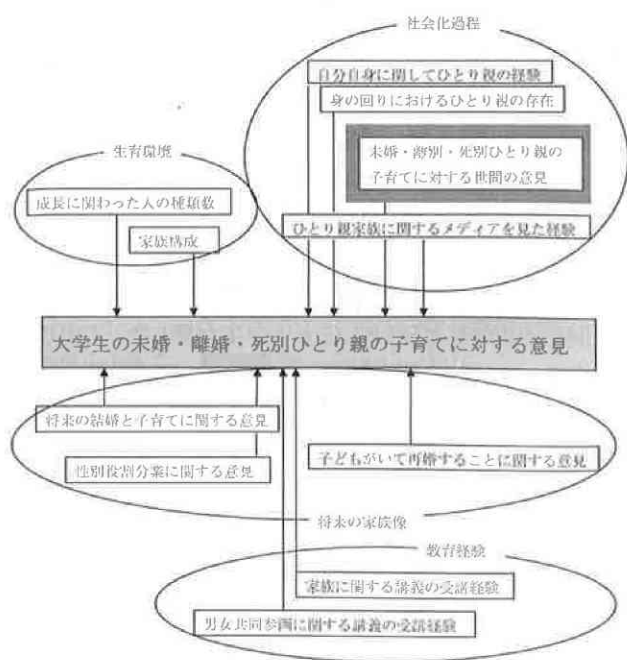 社会化過程
自分自身に関してひとり親の経験
身の回りにおけるひとり親の存在
未婚・離別・死別ひとり親の
子育てに対する世間の意見
ひとり親家族に関するメディアを見た経験
生育環境
成長に関わった人の種類数
家族構成
大学生の未婚・離婚・死別ひとり親の子育てに対する意見
将来の結婚と子育てに関する意見
性別役割分業に関する意見
子どもがいて再婚することに関する意見
将来の家族像
教育経験
家族に関する講義の受講経験
男女共同参画に関する講義の受講経験